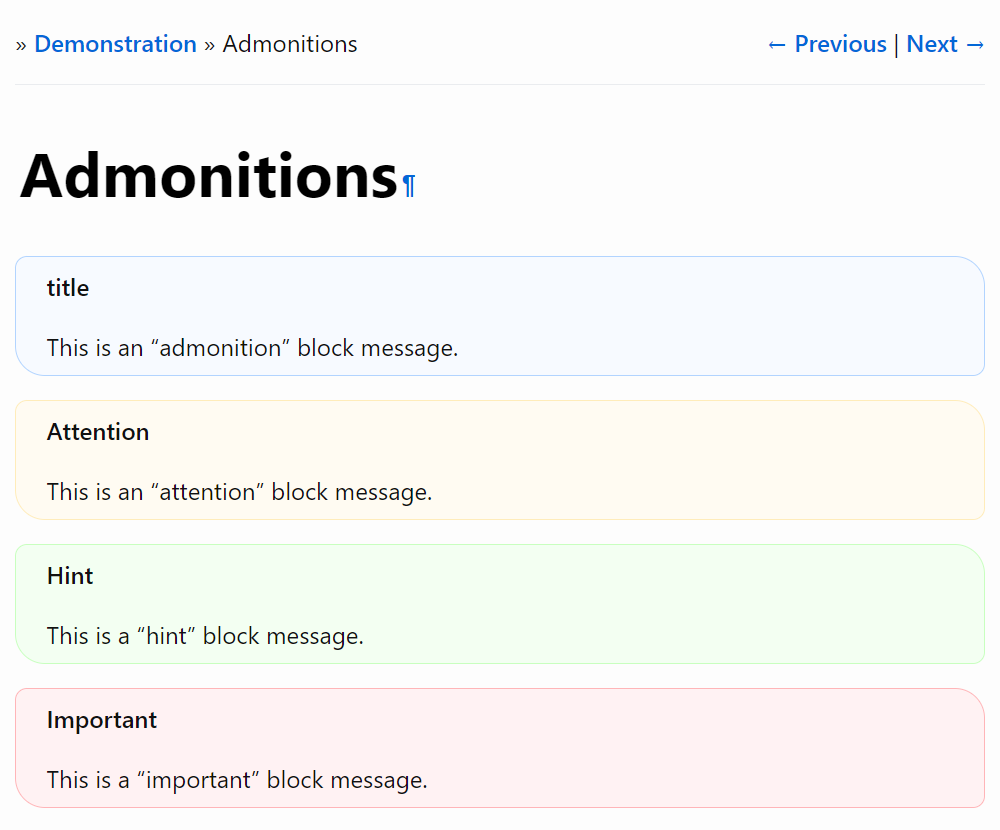 » Demonstration » Admonitions ← Previous | Next →
Admonitions¶
title
This is an “admonition” block message.
Attention
This is an “attention” block message.
Hint
This is a “hint” block message.
Important
This is a “important” block message.